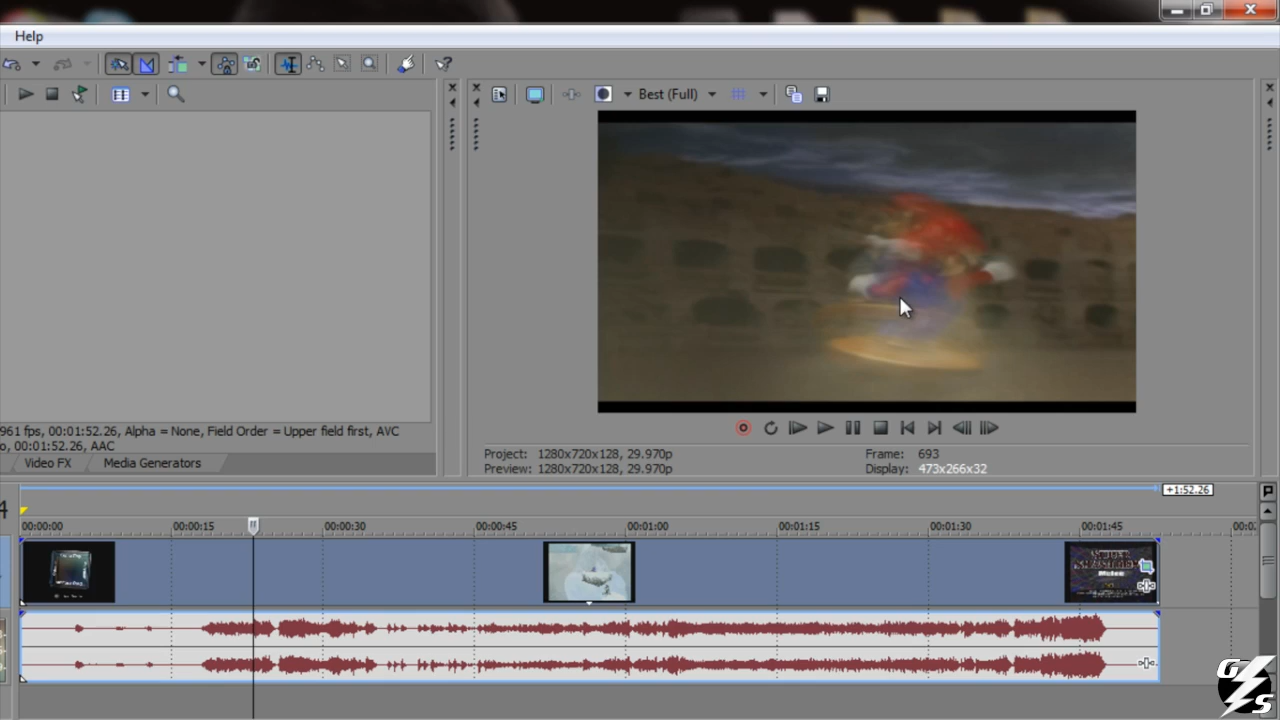 Help
Best (Full)
961 fps, 00:01:52.26, Alpha = None, Field Order = Upper field first, AVC
o, 00:01:52.26, AAC
Video FX
Media Generators
Project: 1280x720x128, 29.970p
Frame: 693
Preview: 1280x720x128, 29.970p
Display: 473x266x32
+1:52.26
4
00:00:00
00:00:15
00:00:30
00:00:45
00:01:00
00:01:15
00:01:30
00:01:45
00:0
Melee
G S